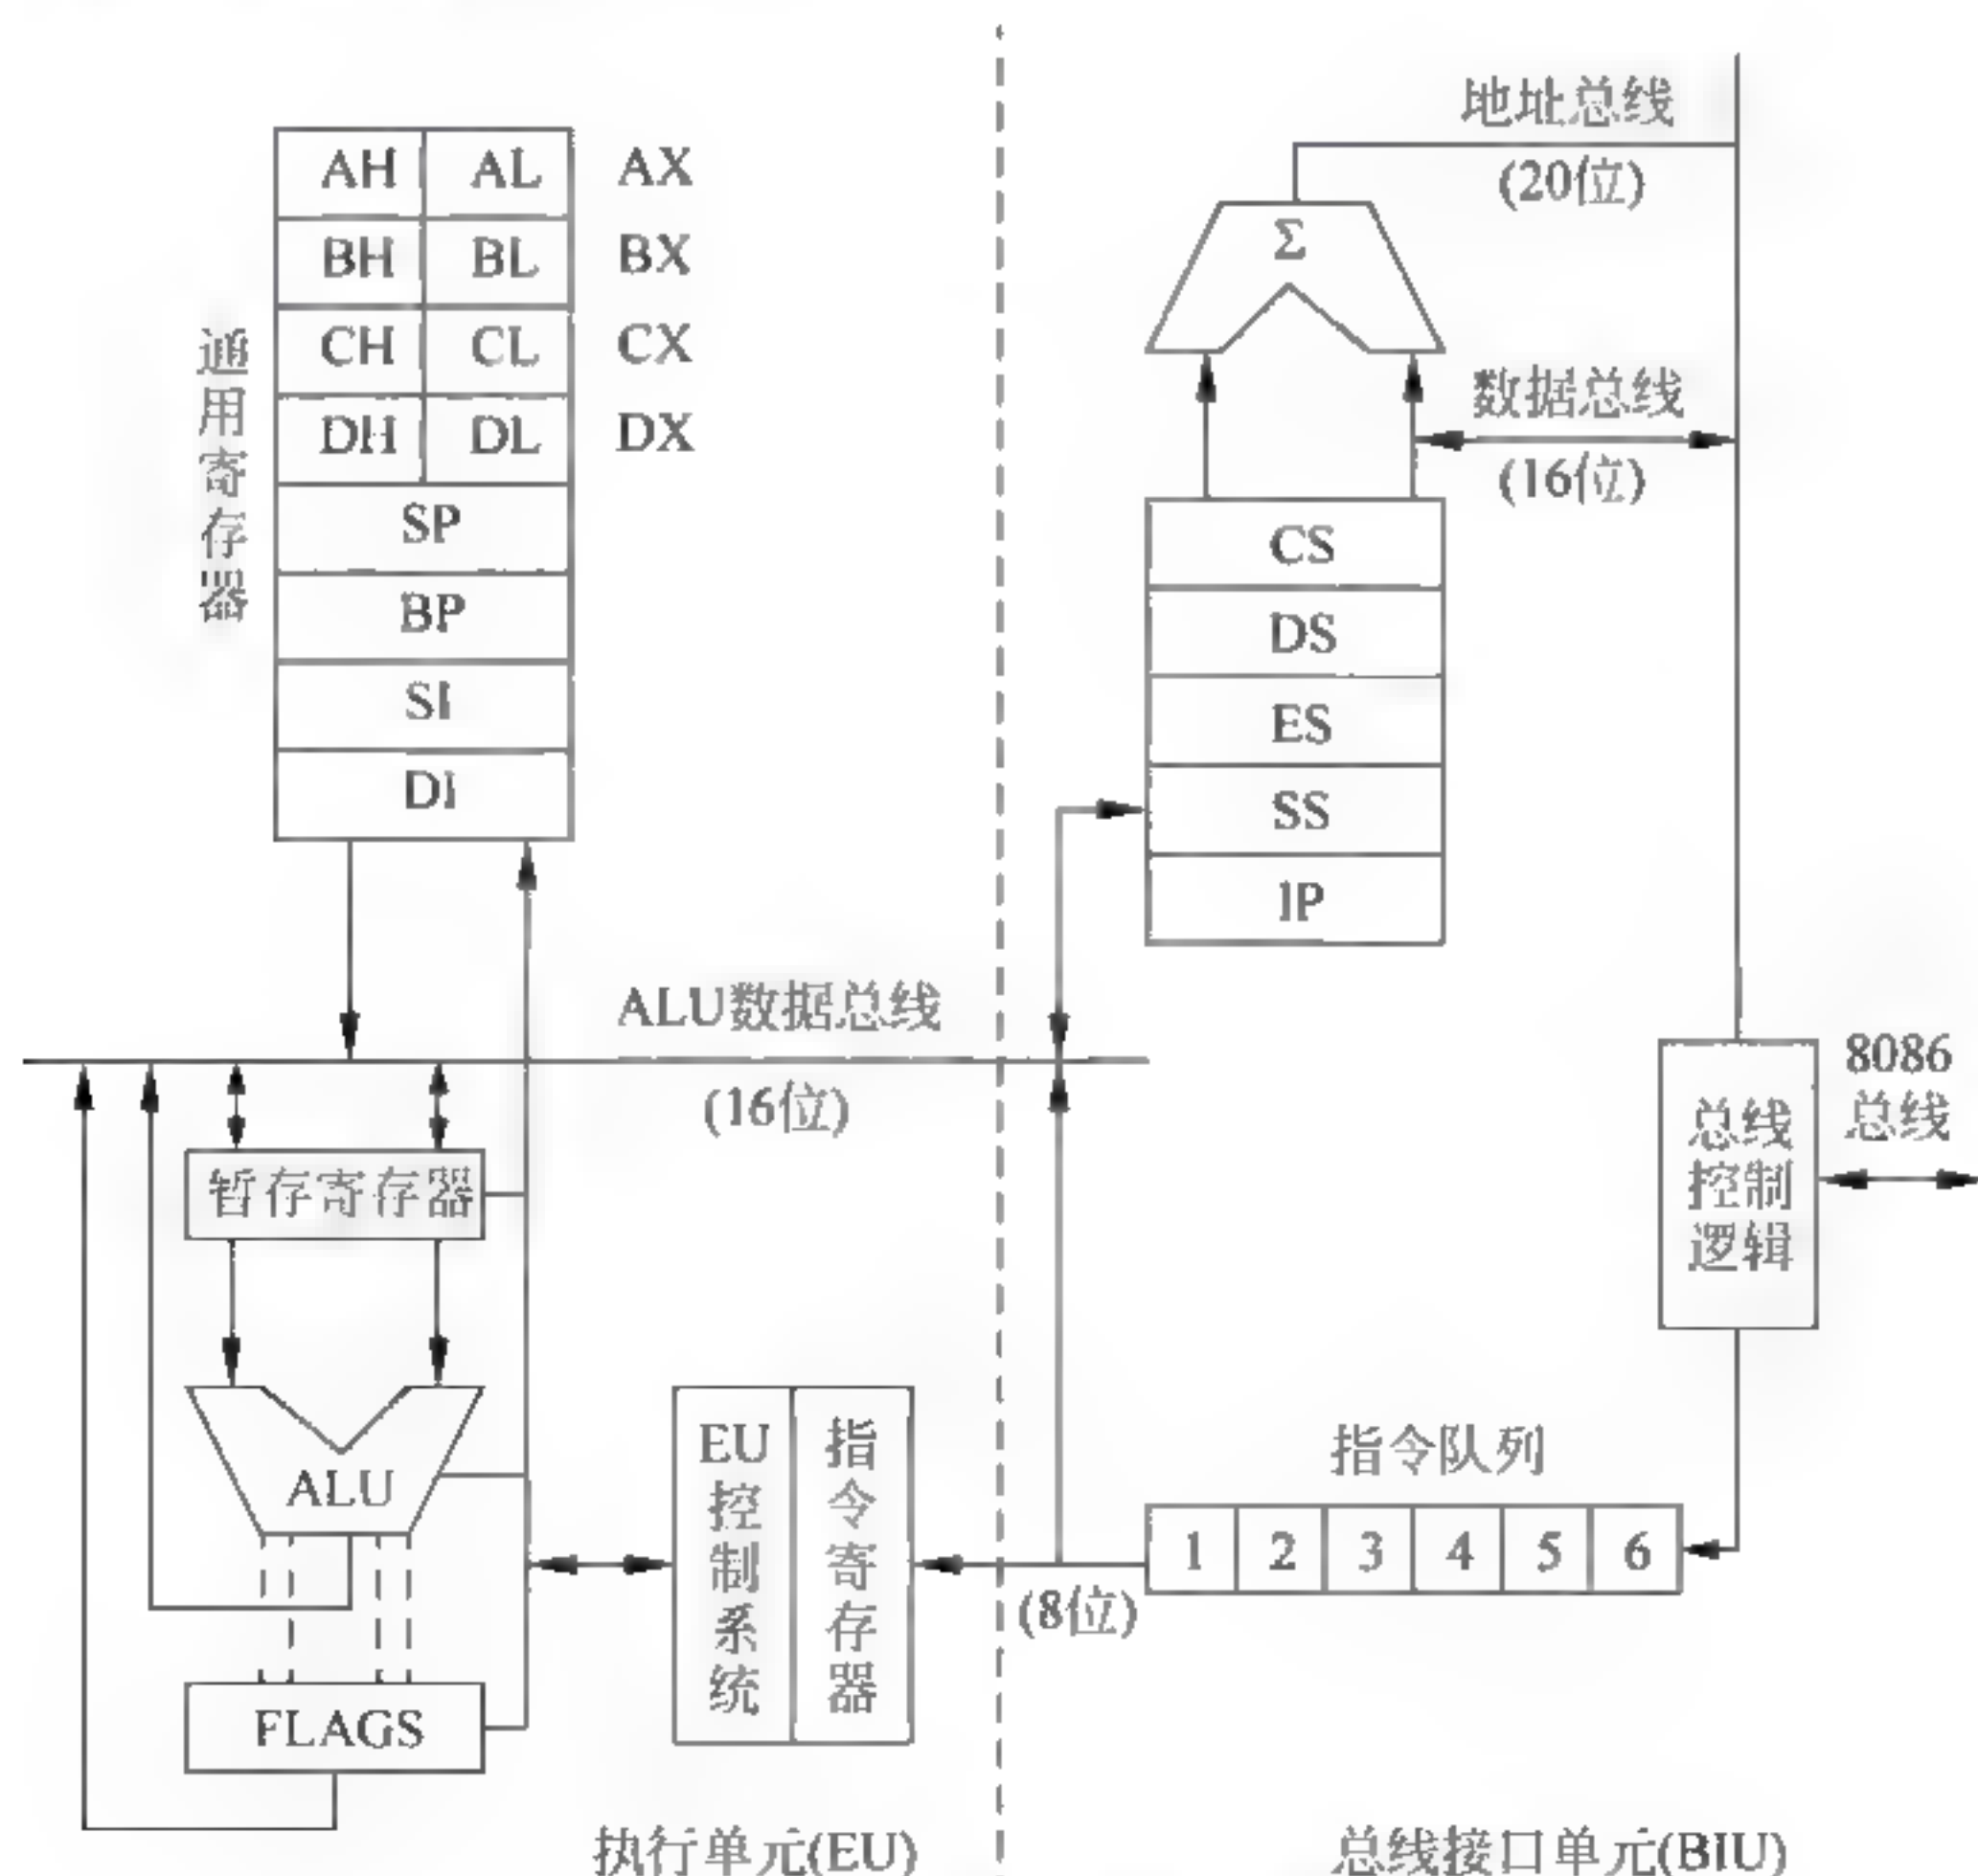 通用寄存器
AH AL AX
BH BL BX
CH CL CX
DH DL DX
SP
BP
SI
DI
ALU数据总线
(16位)
暂存寄存器
ALU
FLAGS
EU控制系统
指令寄存器
执行单元(EU)
地址总线
(20位)
Σ
数据总线
(16位)
CS
DS
ES
SS
IP
8086
总线
总线
控制
逻辑
指令队列
1 2 3 4 5 6
(8位)
总线接口单元(BIU)